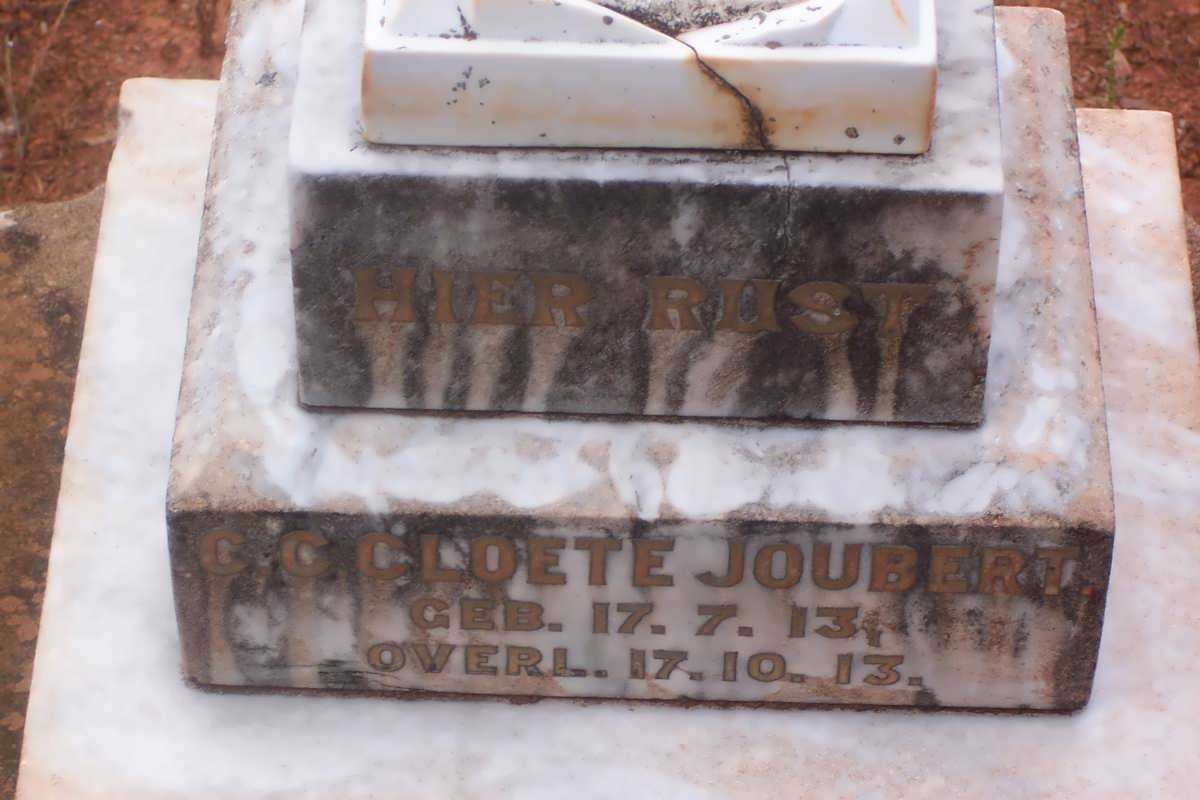 HIER RUST
C. C CLOETE JOUBERT.
GEB. 17. 7. 13.
OVERL. 17. 10. 13.